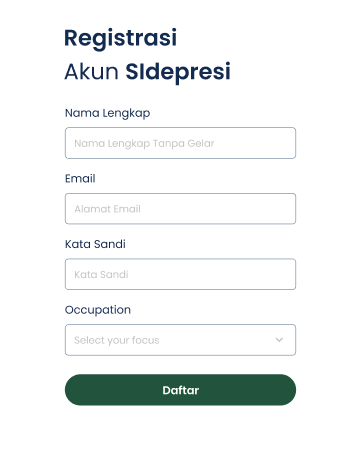 Registrasi
Akun SIdepresi
Nama Lengkap
Nama Lengkap Tanpa Gelar
Email
Alamat Email
Kata Sandi
Kata Sandi
Occupation
Select your focus
Daftar